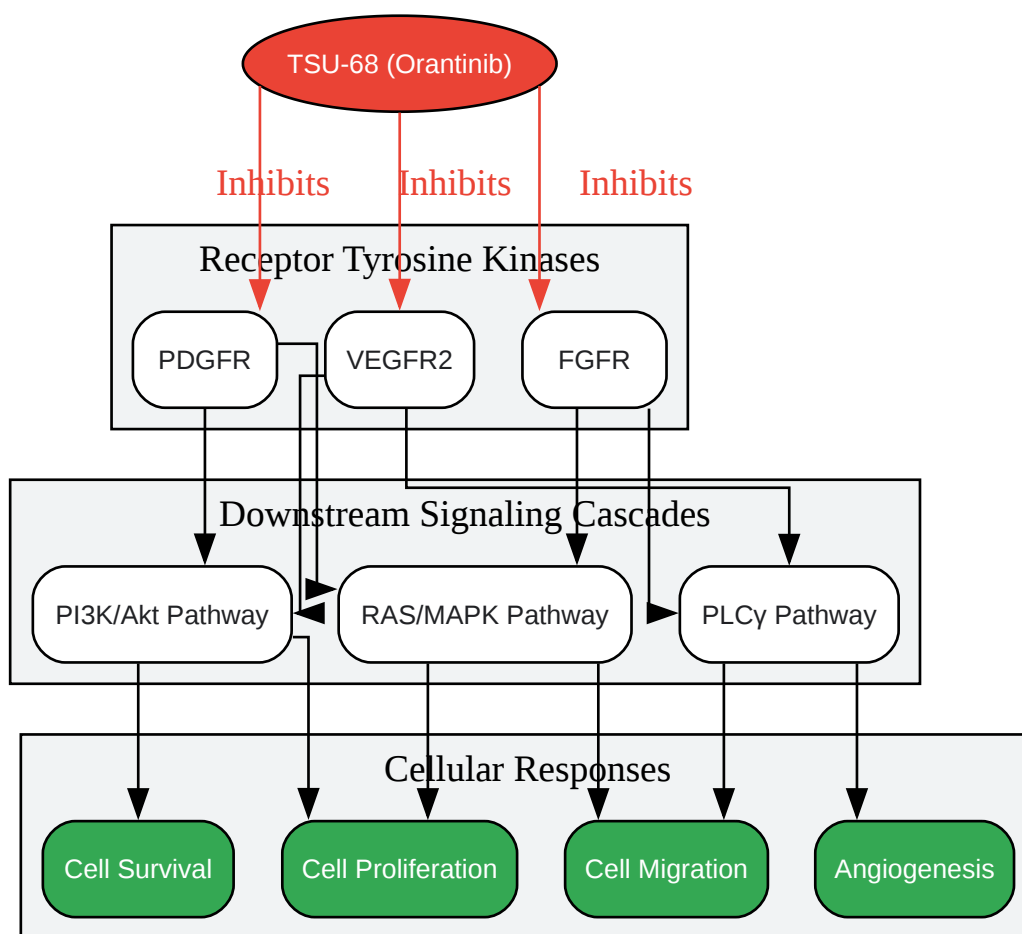 TSU-68 (Orantinib)
Inhibits
Inhibits
Inhibits
Receptor Tyrosine Kinases
PDGFR
VEGFR2
FGFR
Downstream Signaling Cascades
PI3K/Akt Pathway
RAS/MAPK Pathway
PLCγ Pathway
Cellular Responses
Cell Survival
Cell Proliferation
Cell Migration
Angiogenesis